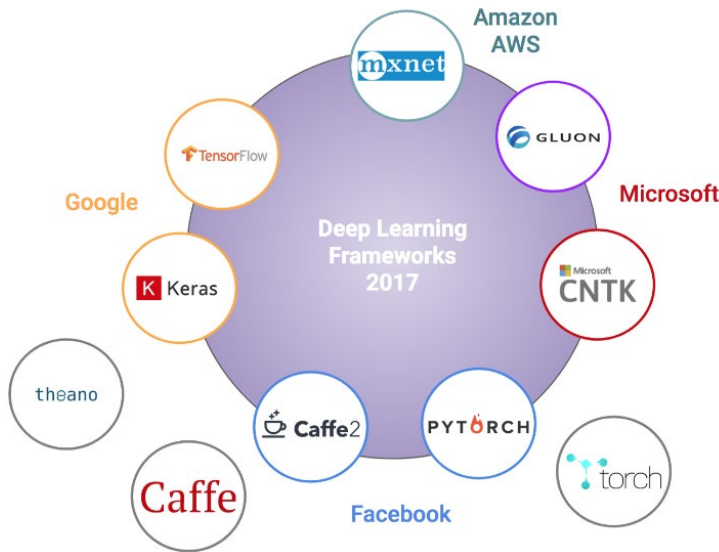 Amazon
AWS
mxnet
GLUON
TensorFlow
Google
Microsoft
Deep Learning
Frameworks
2017
Keras
Microsoft
CNTK
theano
Caffe2
PYTORCH
Caffe
torch
Facebook